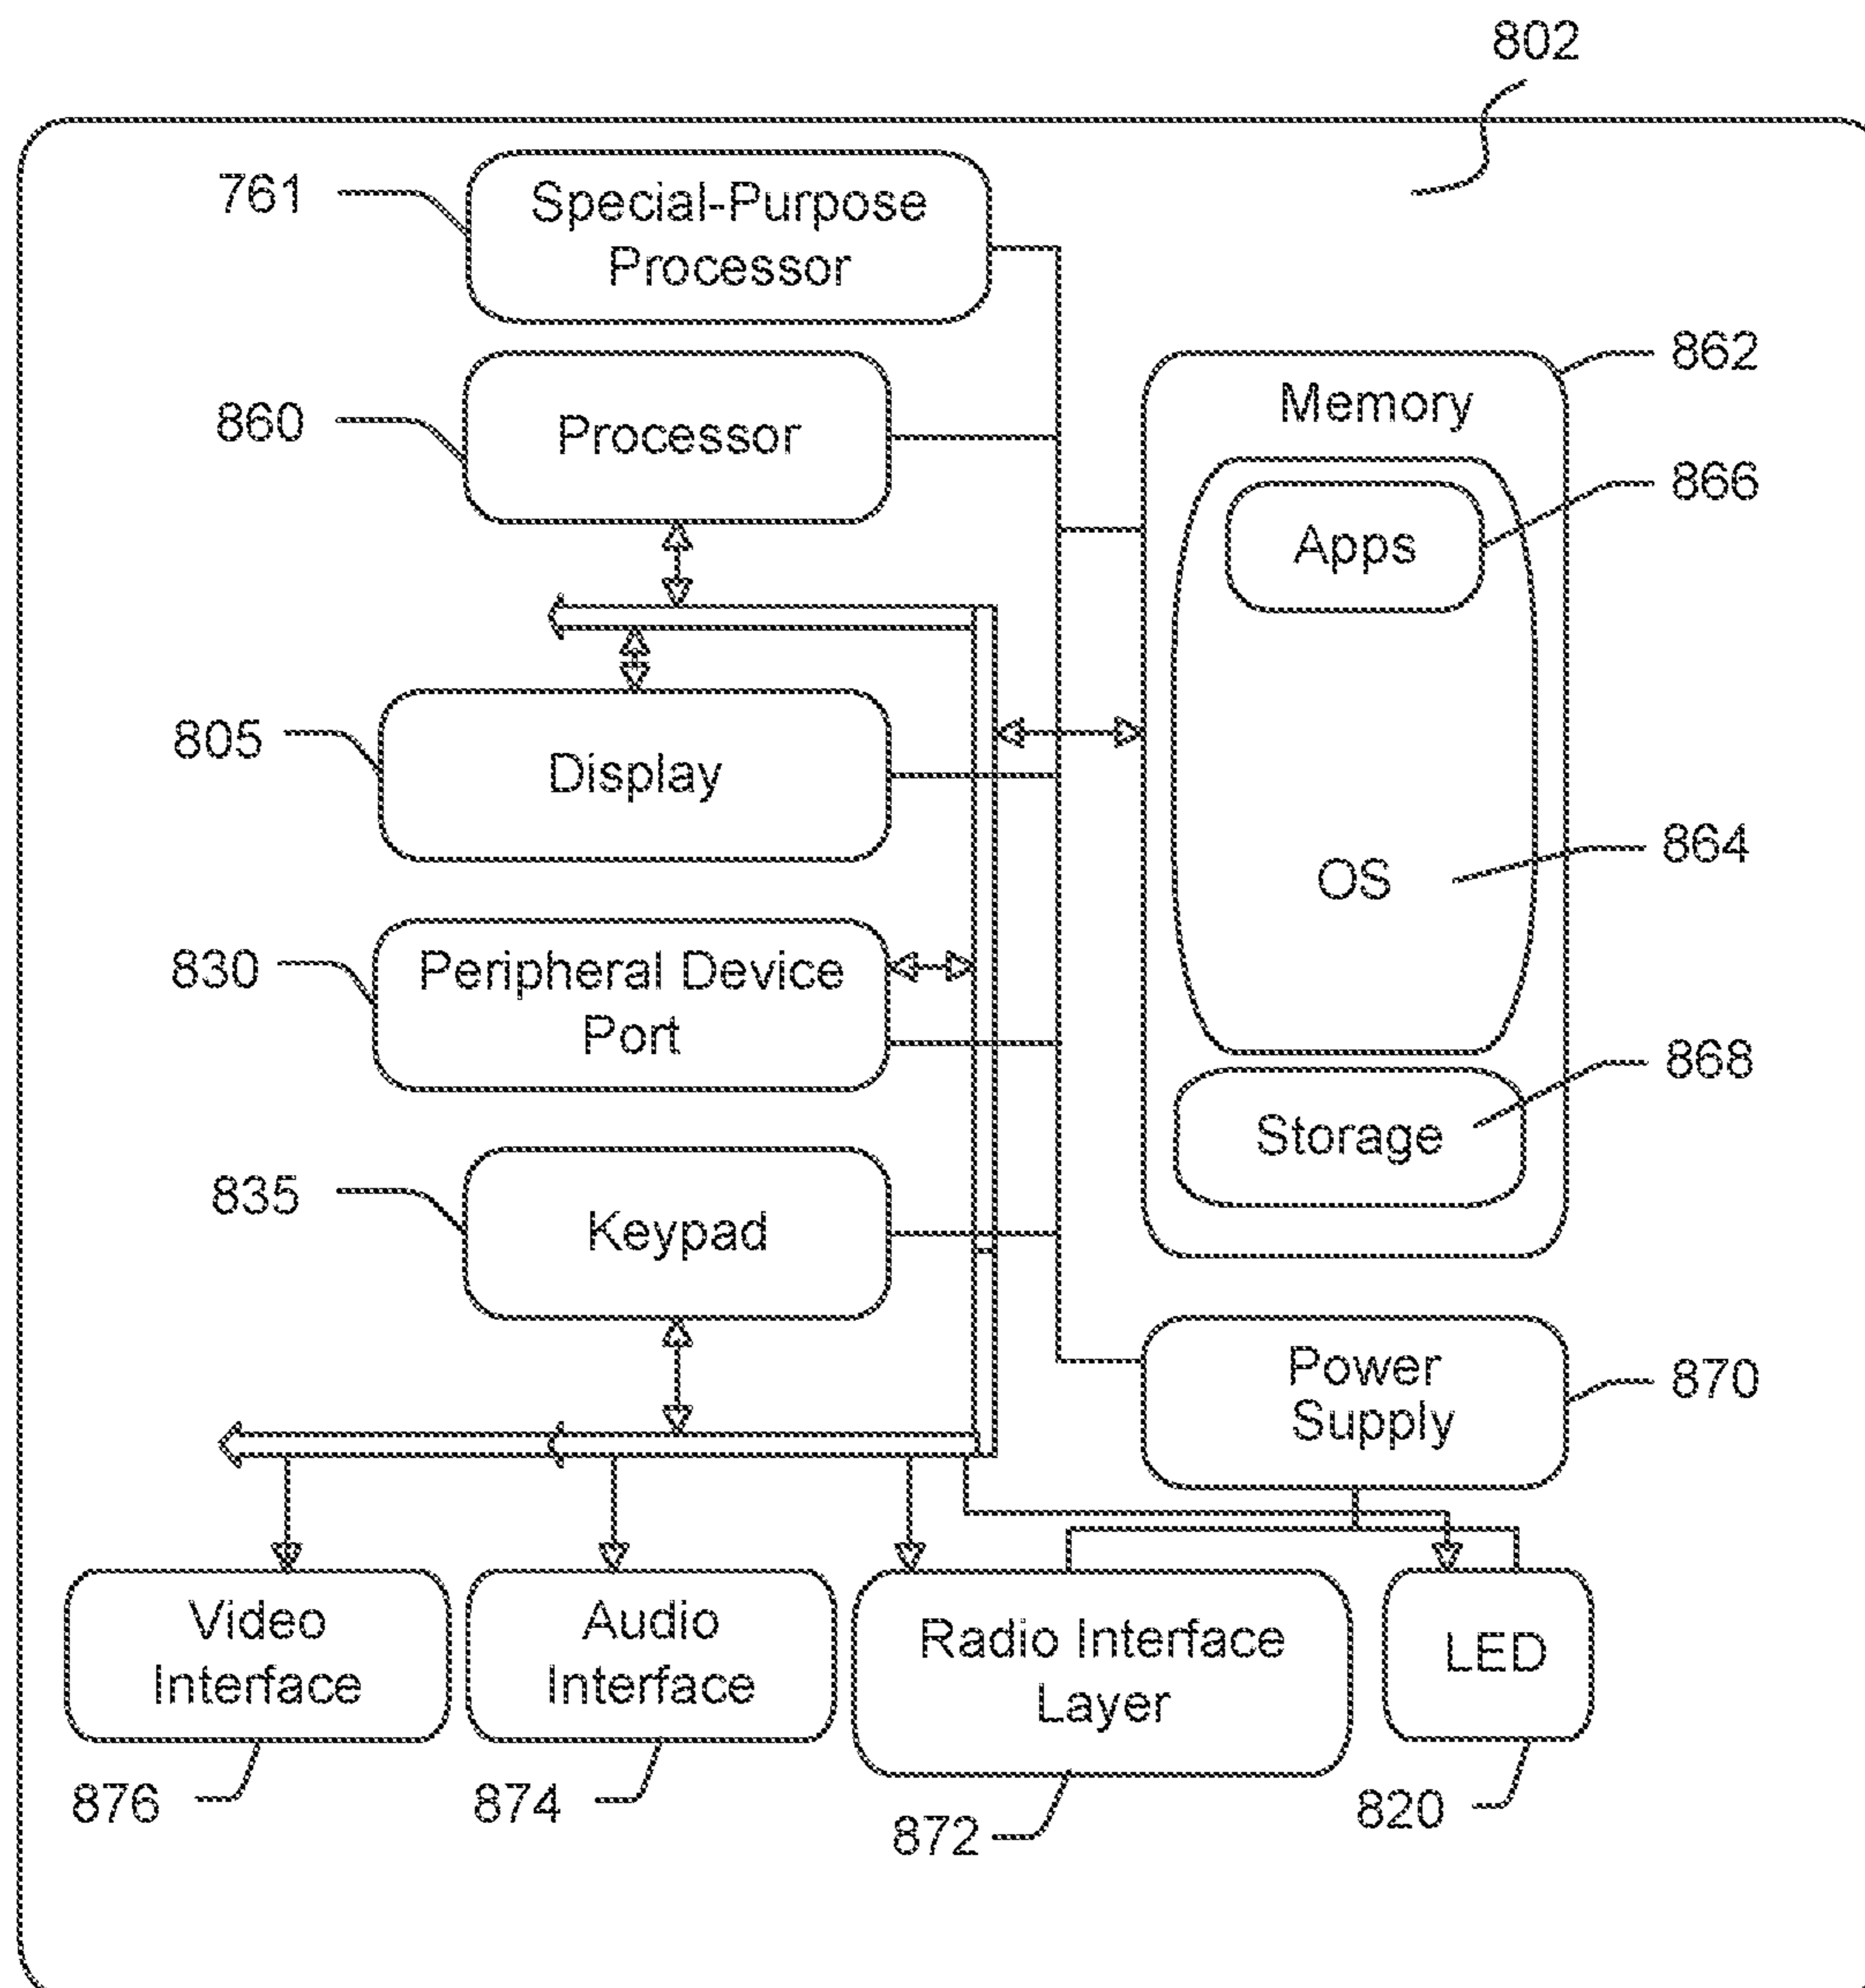 802
761
Special-Purpose
Processor
862
Memory
860
Processor
866
Apps
805
Display
864
OS
830
Peripheral Device
Port
868
Storage
835
Keypad
Power
Supply
870
Video
Interface
Audio
Interface
Radio Interface
Layer
LED
876
874
872
820